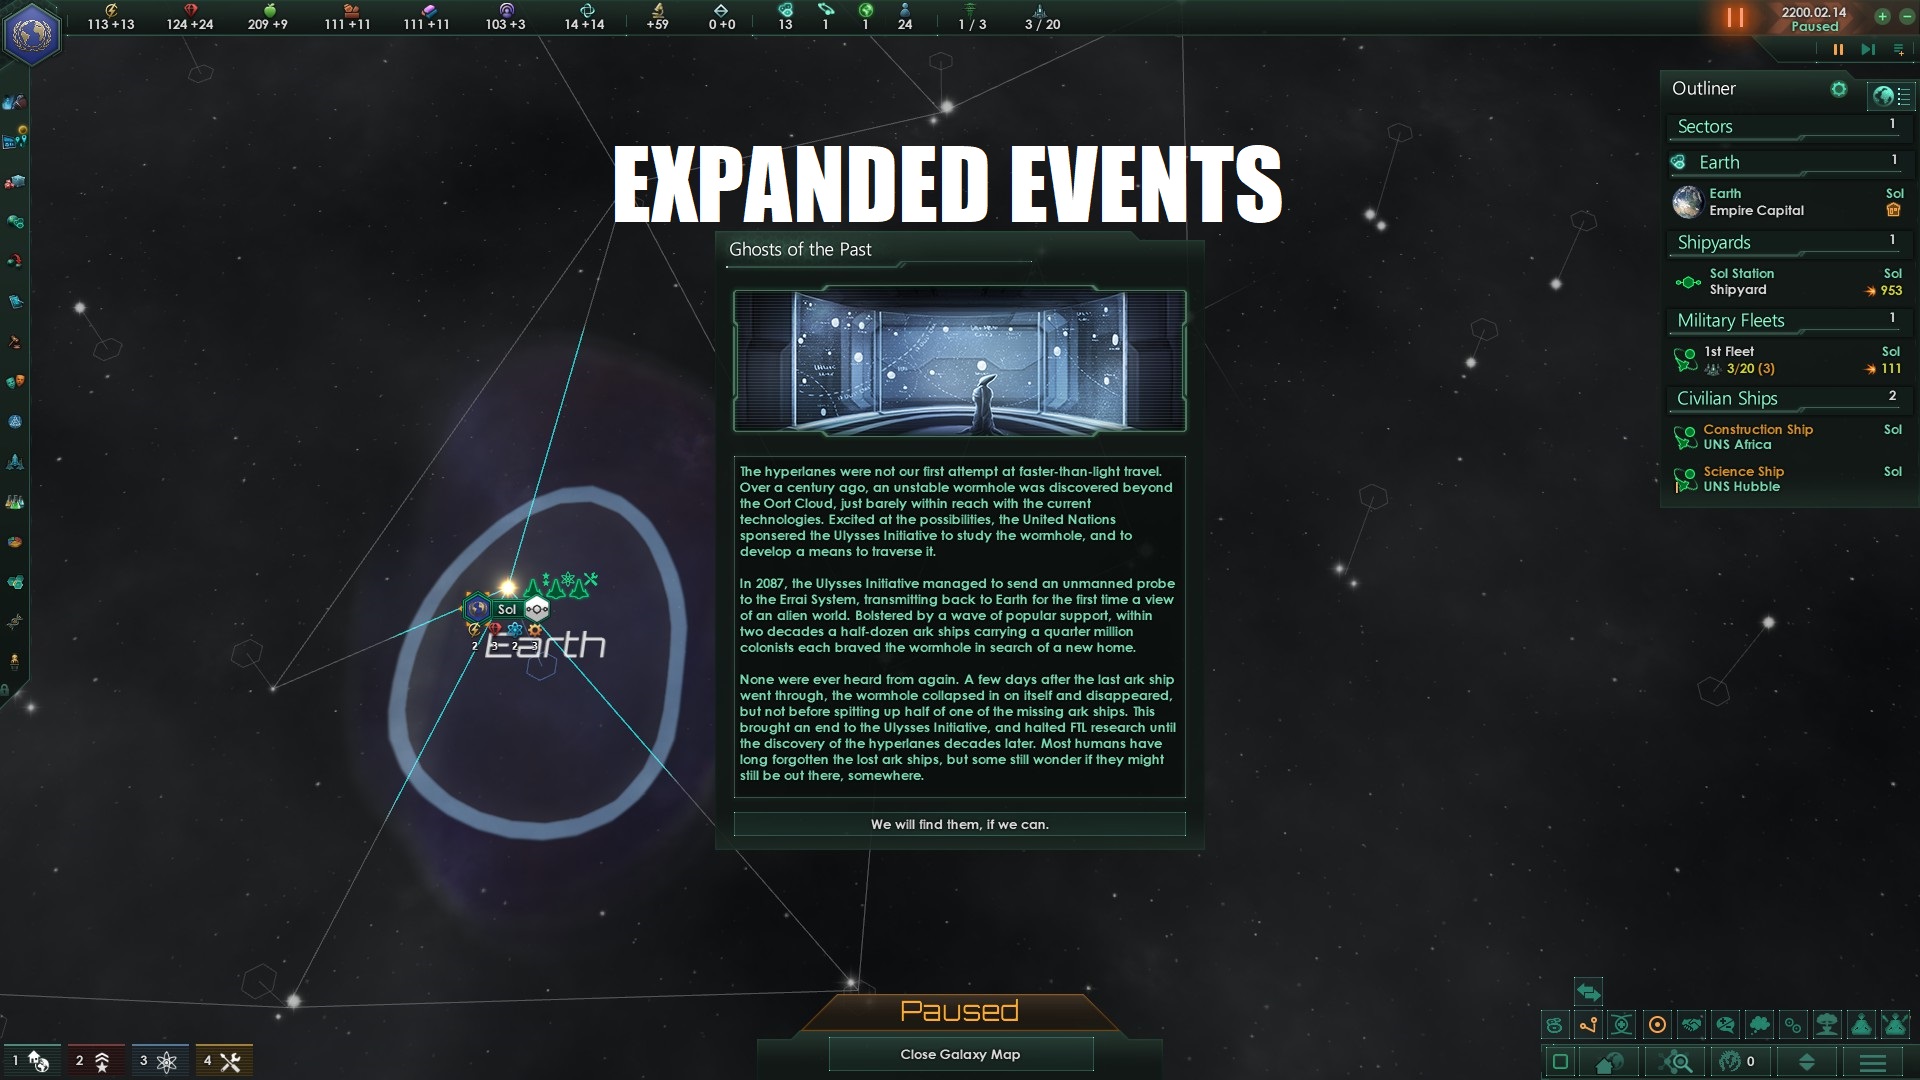 113 +13 124 +24 209 +9 111 +11 111 +11 103 +3 14 +14 +59 0 +0 13 1 1 24 1 / 3 3 / 20
2200.02.14
Paused
EXPANDED EVENTS
Ghosts of the Past
The hyperlanes were not our first attempt at faster-than-light travel.
Over a century ago, an unstable wormhole was discovered beyond
the Oort Cloud, just barely within reach with the current
technologies. Excited at the possibilities, the United Nations
sponsered the Ulysses Initiative to study the wormhole, and to
develop a means to traverse it.
In 2087, the Ulysses Initiative managed to send an unmanned probe
to the Errai System, transmitting back to Earth for the first time a view
of an alien world. Bolstered by a wave of popular support, within
two decades a half-dozen ark ships carrying a quarter million
colonists each braved the wormhole in search of a new home.
None were ever heard from again. A few days after the last ark ship
went through, the wormhole collapsed in on itself and disappeared,
but not before spitting up half of one of the missing ark ships. This
brought an end to the Ulysses Initiative, and halted FTL research until
the discovery of the hyperlanes decades later. Most humans have
long forgotten the lost ark ships, but some still wonder if they might
still be out there, somewhere.
We will find them, if we can.
Sol
2 3 2 3
Earth
Outliner
Sectors 1
Earth 1
Earth Sol
Empire Capital
Shipyards 1
Sol Station Sol
Shipyard 953
Military Fleets 1
1st Fleet Sol
3/20 (3) 111
Civilian Ships 2
Construction Ship Sol
UNS Africa
Science Ship Sol
UNS Hubble
Paused
Close Galaxy Map
1 2 3 4
0